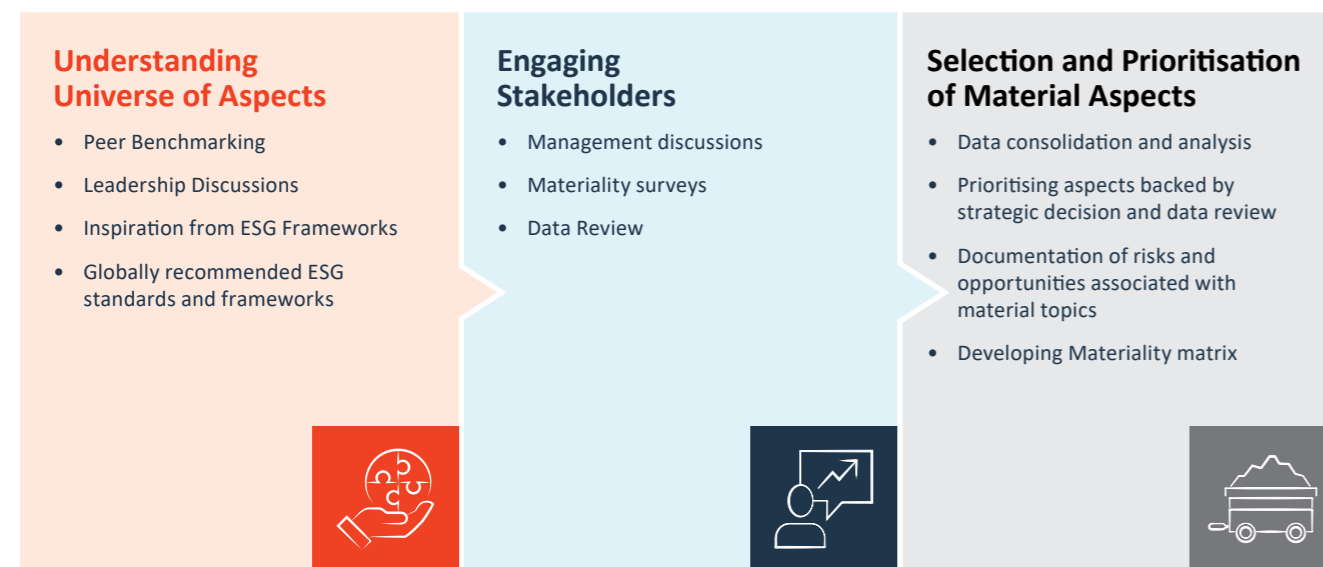 Understanding
Universe of Aspects
• Peer Benchmarking
• Leadership Discussions
• Inspiration from ESG Frameworks
• Globally recommended ESG
standards and frameworks
Engaging
Stakeholders
• Management discussions
• Materiality surveys
• Data Review
Selection and Prioritisation
of Material Aspects
• Data consolidation and analysis
• Prioritising aspects backed by
strategic decision and data review
• Documentation of risks and
opportunities associated with
material topics
• Developing Materiality matrix